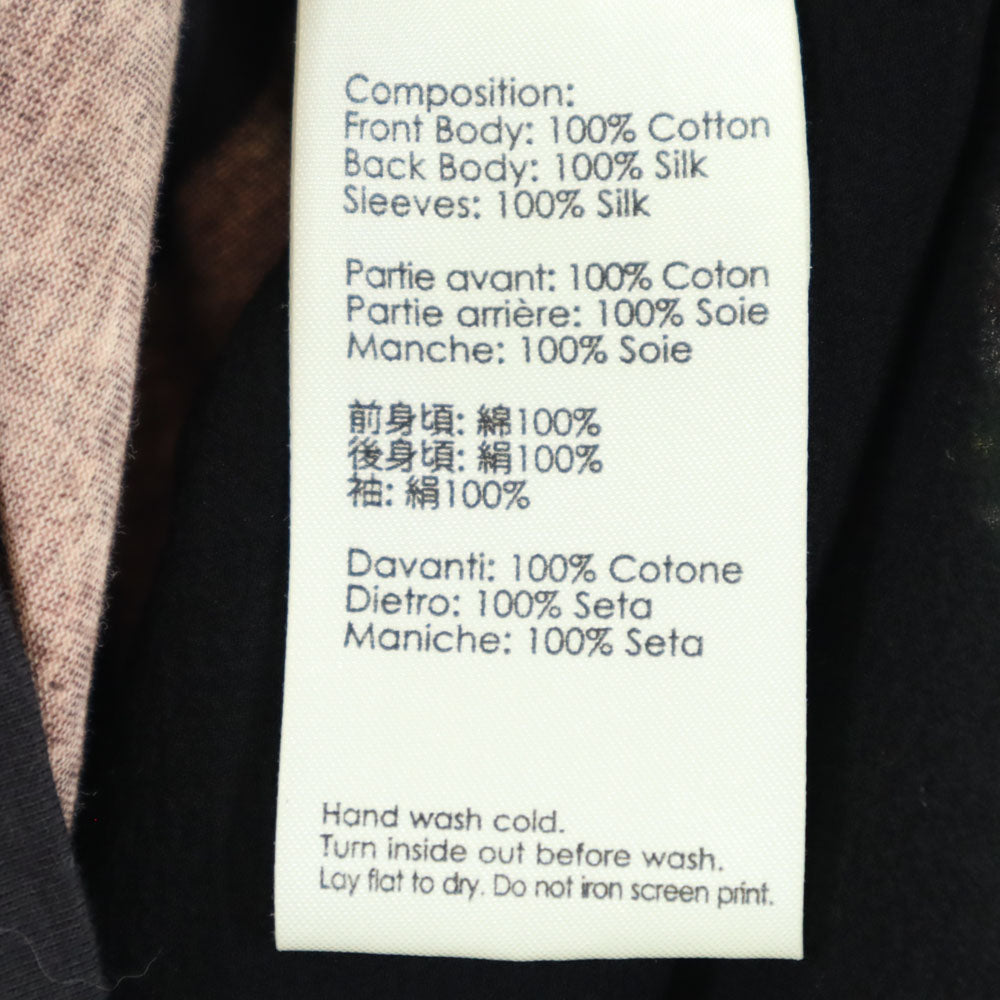 Composition:
Front Body: 100% Cotton
Back Body: 100% Silk
Sleeves: 100% Silk
Partie avant: 100% Coton
Partie arrière: 100% Soie
Manche: 100% Soie
前身頃: 綿100%
後身頃: 絹100%
袖: 絹100%
Davanti: 100% Cotone
Dietro: 100% Seta
Maniche: 100% Seta
Hand wash cold.
Turn inside out before wash.
Lay flat to dry. Do not iron screen print.